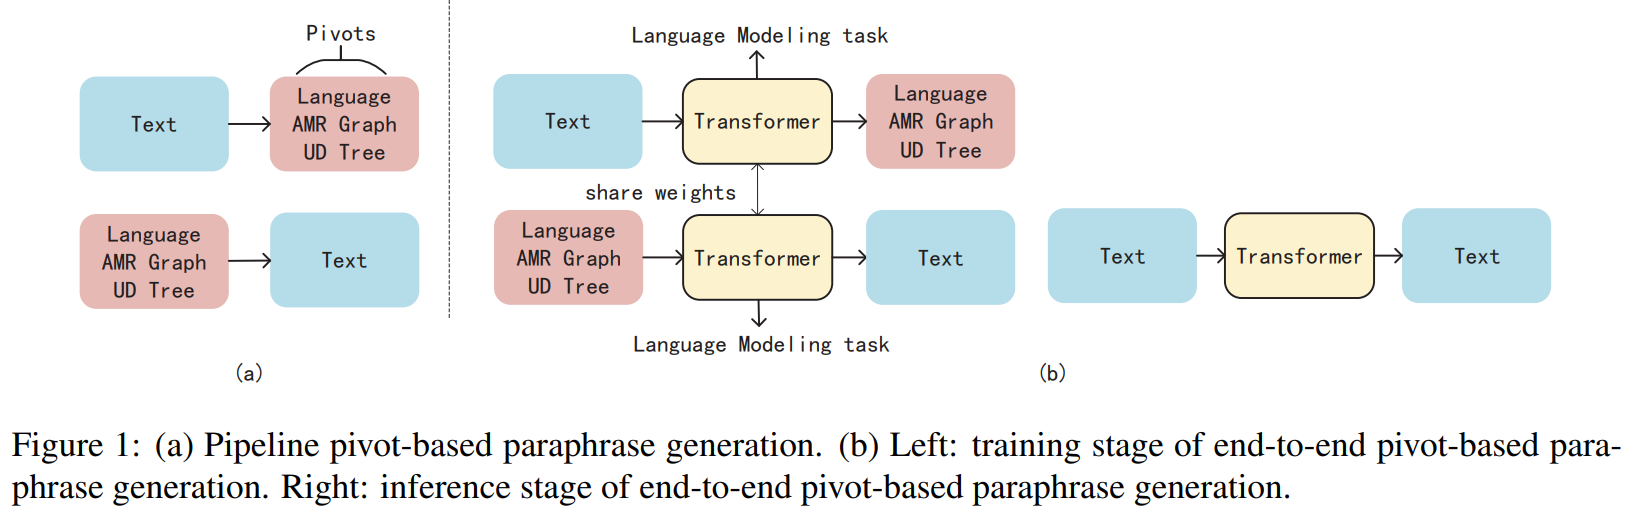 Pivots
Text
Language
AMR Graph
UD Tree
Language
AMR Graph
UD Tree
Text
(a)
Language Modeling task
Text
Transformer
Language
AMR Graph
UD Tree
share weights
Language
AMR Graph
UD Tree
Transformer
Text
Language Modeling task
Text
Transformer
Text
(b)
Figure 1: (a) Pipeline pivot-based paraphrase generation. (b) Left: training stage of end-to-end pivot-based para-
phrase generation. Right: inference stage of end-to-end pivot-based paraphrase generation.